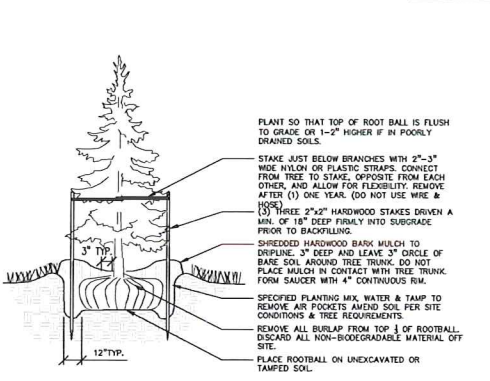 PLANT SO THAT TOP OF ROOT BALL IS FLUSH
TO GRADE OR 1-2" HIGHER IF IN POORLY
DRAINED SOILS.
STAKE JUST BELOW BRANCHES WITH 2"-3"
WIDE NYLON OR PLASTIC STRAPS. CONNECT
FROM TREE TO STAKE, OPPOSITE FROM EACH
OTHER, AND ALLOW FOR FLEXIBILITY. REMOVE
AFTER (1) ONE YEAR. (DO NOT USE WIRE &
HOSE)
(3) THREE 2"x2" HARDWOOD STAKES DRIVEN A
MIN. OF 18" DEEP FIRMLY INTO SUBGRADE
PRIOR TO BACKFILLING.
3" TYP.
SHREDDED HARDWOOD BARK MULCH TO
DRIPLINE. 3" DEEP AND LEAVE 3" CIRCLE OF
BARE SOIL AROUND TREE TRUNK. DO NOT
PLACE MULCH IN CONTACT WITH TREE TRUNK.
FORM SAUCER WITH 4" CONTINUOUS RIM.
SPECIFIED PLANTING MIX, WATER & TAMP TO
REMOVE AIR POCKETS AMEND SOIL PER SITE
CONDITIONS & TREE REQUIREMENTS.
REMOVE ALL BURLAP FROM TOP OF ROOTBALL.
DISCARD ALL NON-BIODEGRADABLE MATERIAL OFF
SITE.
12"TYP.
PLACE ROOTBALL ON UNEXCAVATED OR
TAMPED SOIL.